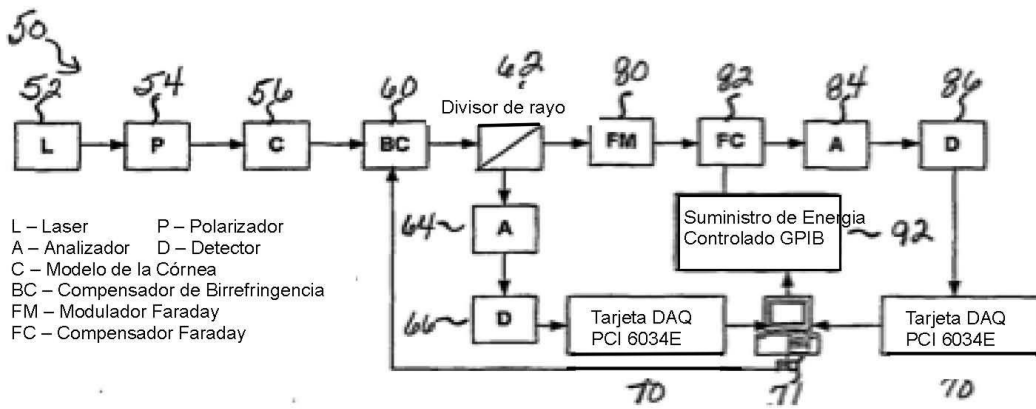 50
52 54 56 60 62 80 82 84 86
Divisor de rayo
L P C BC FM FC A D
L – Laser P – Polarizador
A – Analizador D – Detector
C – Modelo de la Córnea
BC – Compensador de Birrefringencia
FM – Modulador Faraday
FC – Compensador Faraday
64 A
Suministro de Energia
Controlado GPIB
92
66 D
Tarjeta DAQ
PCI 6034E
Tarjeta DAQ
PCI 6034E
70 71 70